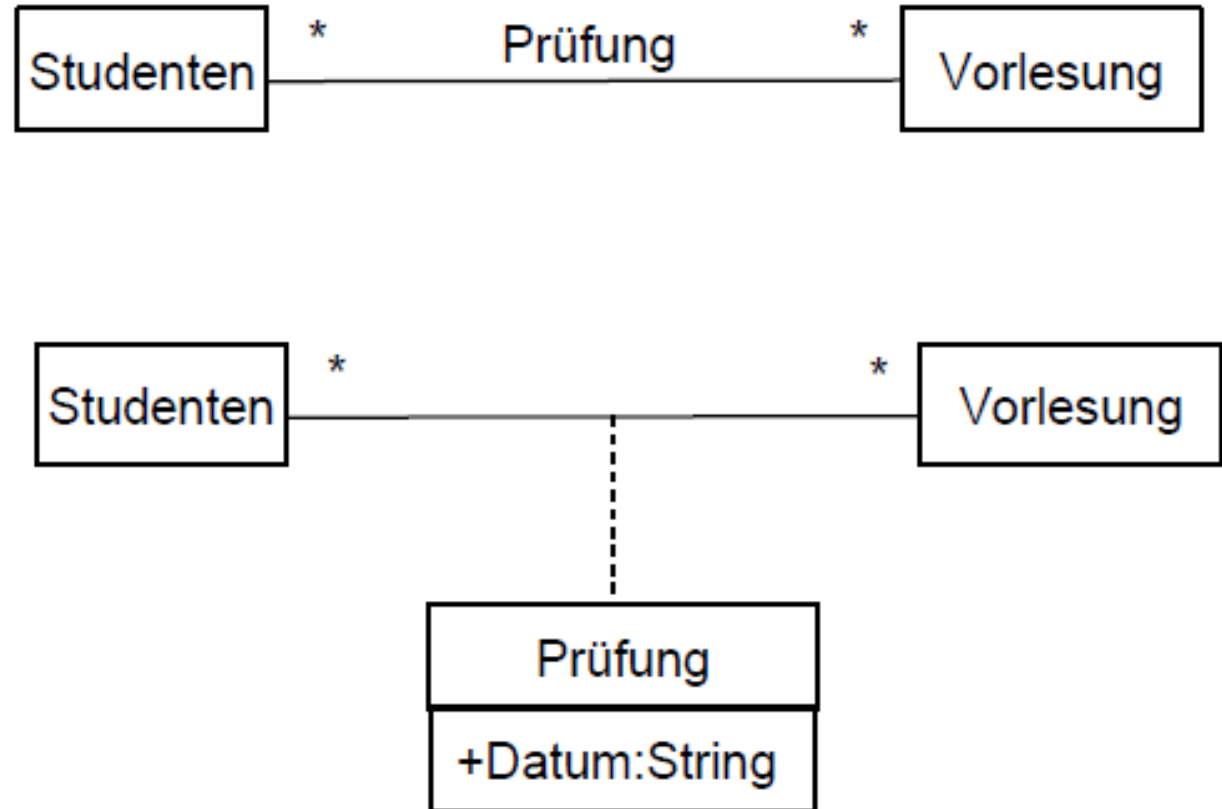 * Prüfung *
Studenten Vorlesung
* *
Studenten Vorlesung
Prüfung
+Datum:String